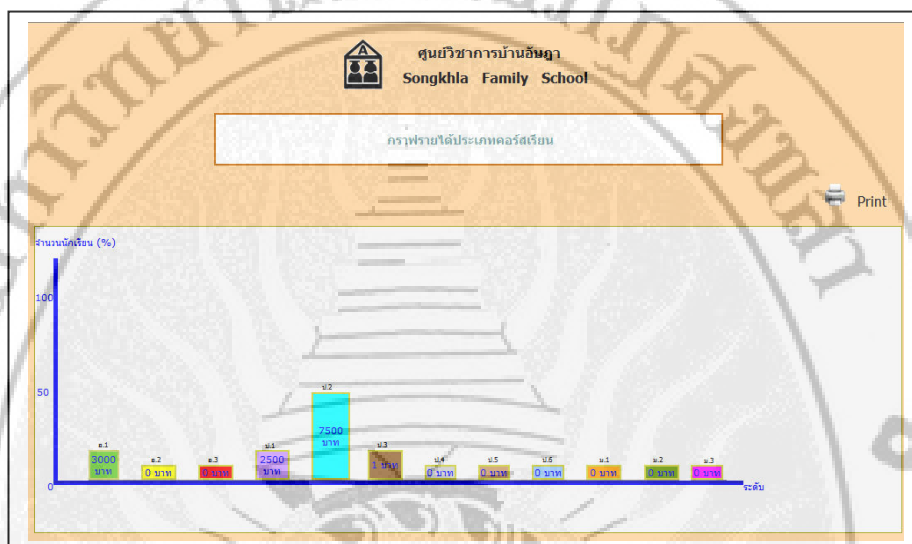 ศูนย์วิชาการบ้านอัษฎา
Songkhla Family School
กราฟรายได้ประเภทคอร์สเรียน
Print
จำนวนนักเรียน (%)
100
50
0
อ.1
3000
บาท
อ.2
0 บาท
อ.3
0 บาท
ป.1
2500
บาท
ป.2
7500
บาท
ป.3
1 บาท
ป.4
0 บาท
ป.5
0 บาท
ป.6
0 บาท
ม.1
0 บาท
ม.2
0 บาท
ม.3
0 บาท
ระดับ